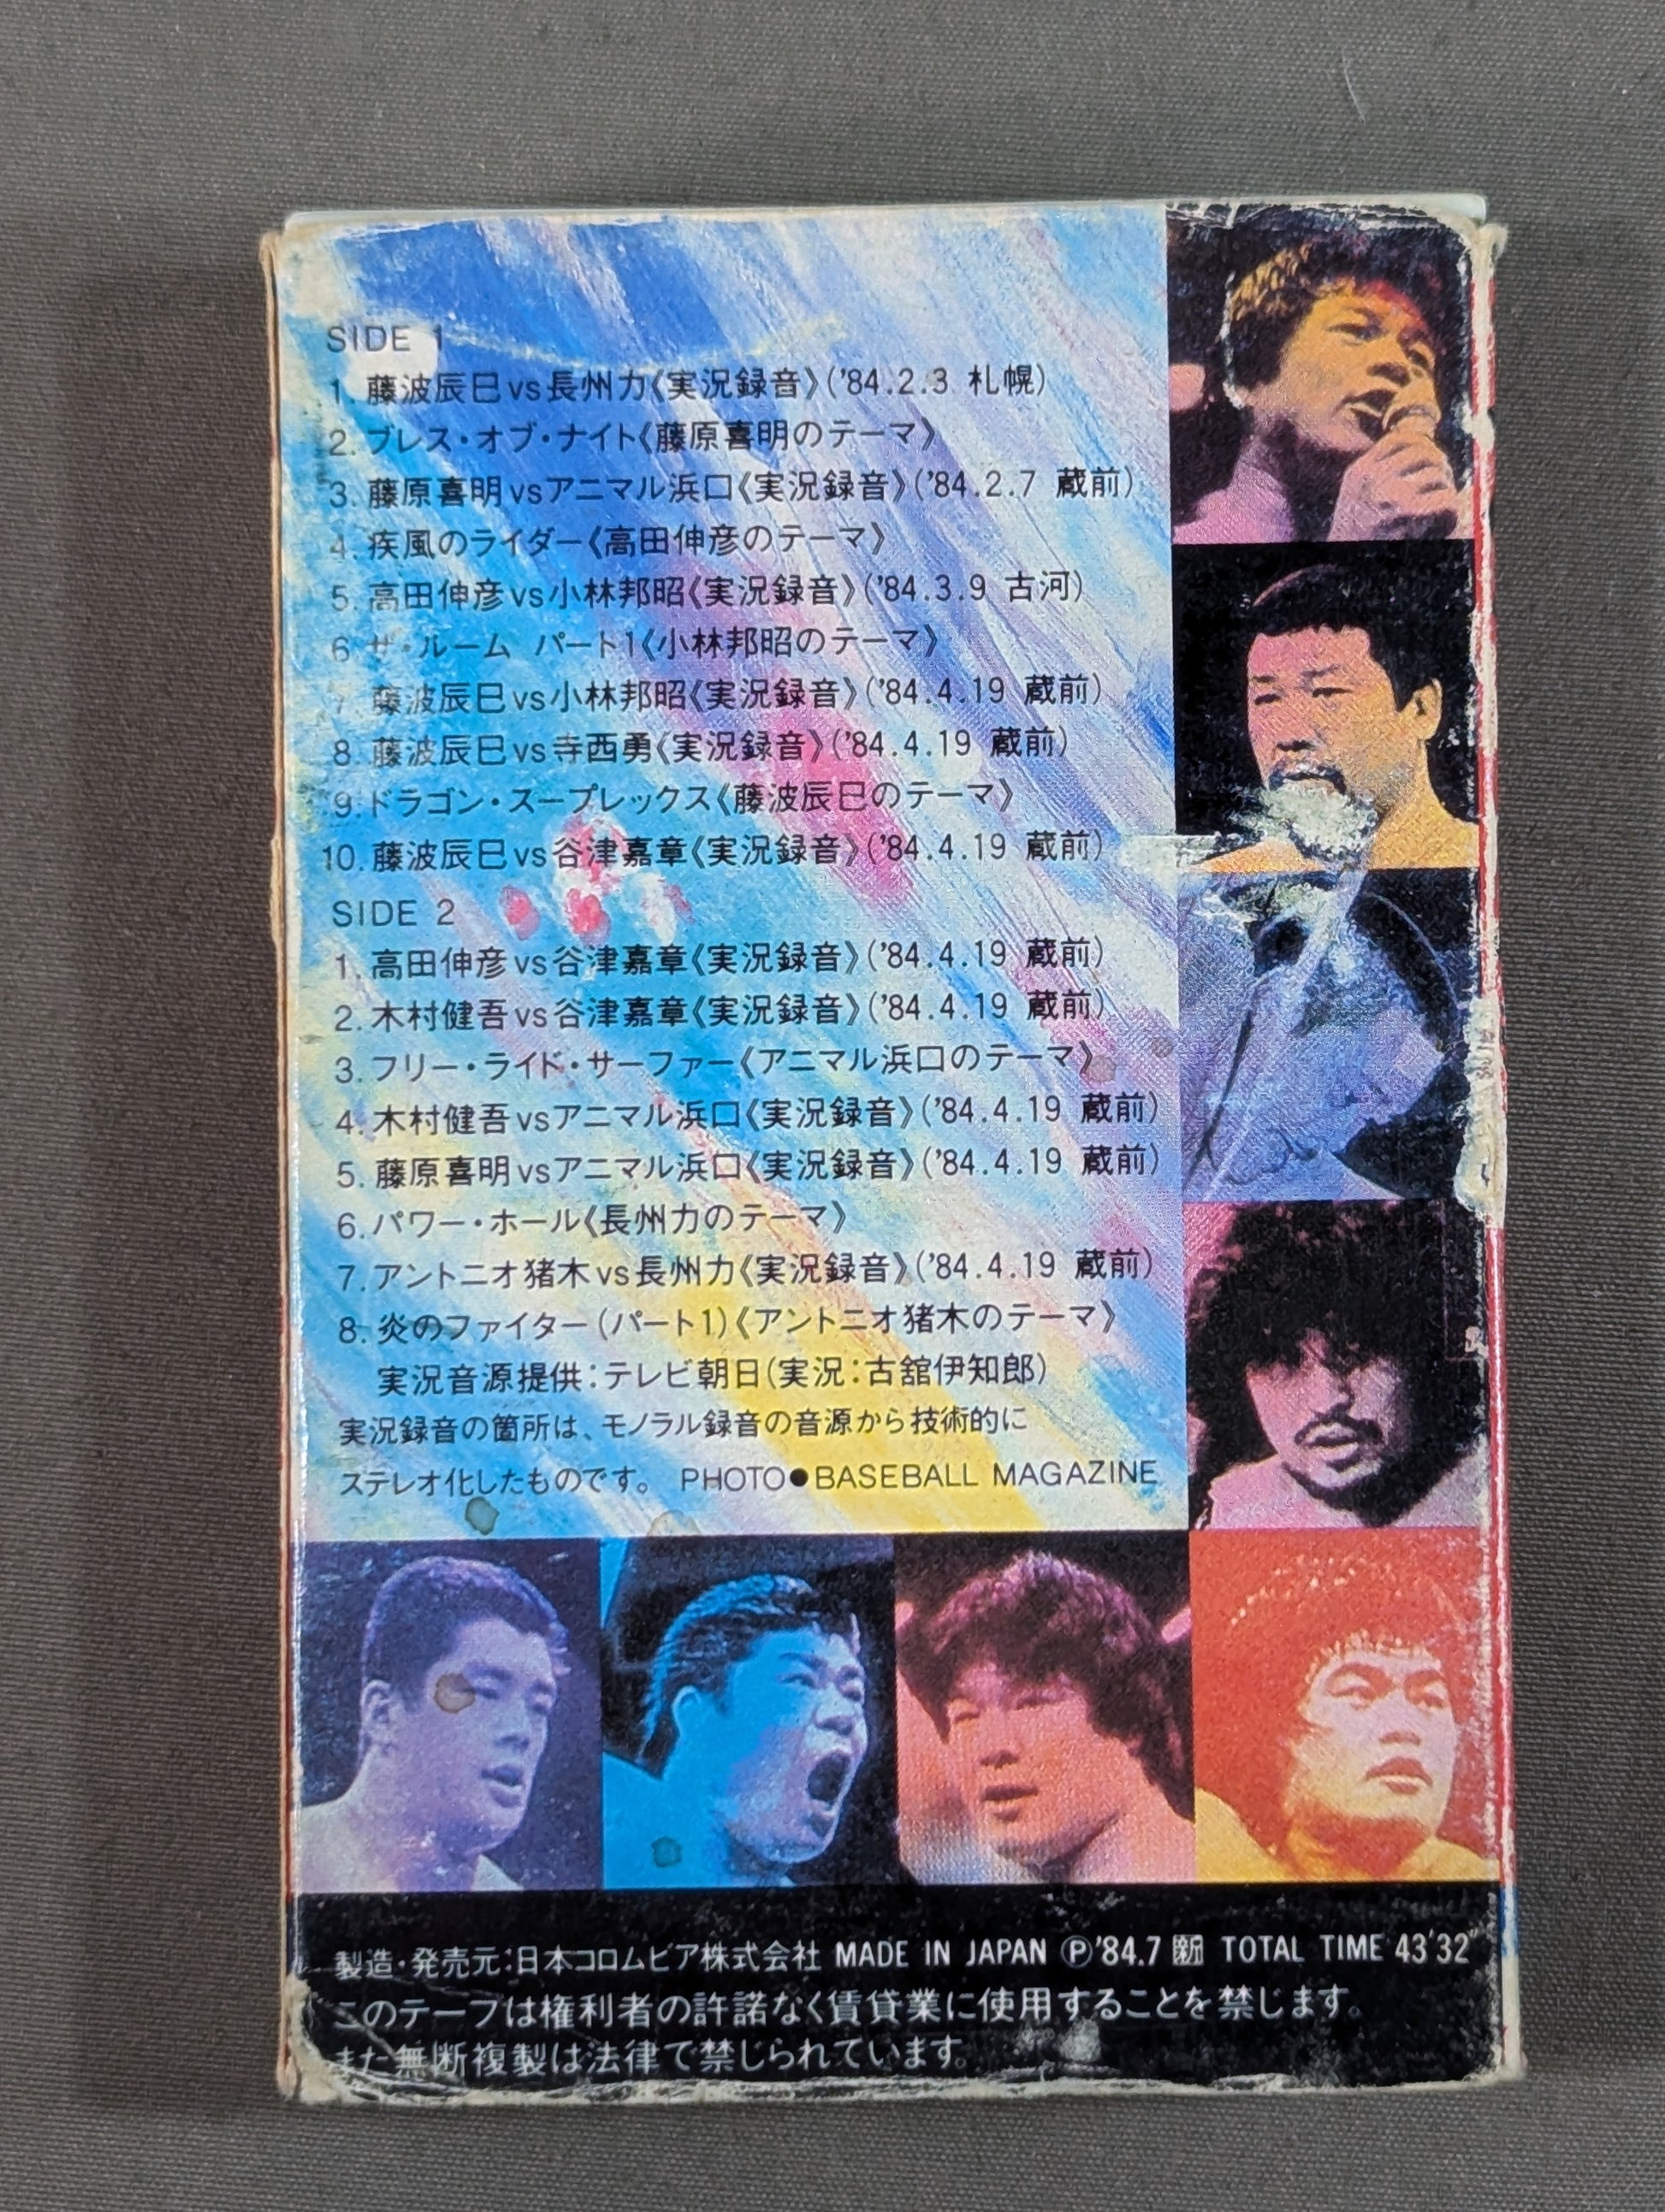 SIDE 1
1. 藤波辰巳vs長州力《実況録音》('84.2.3 札幌)
2. ブレス・オブ・ナイト《藤原喜明のテーマ》
3. 藤原喜明vsアニマル浜口《実況録音》('84.2.7 蔵前)
4. 疾風のライダー《高田伸彦のテーマ》
5. 高田伸彦vs小林邦昭《実況録音》('84.3.9 古河)
6 ザ・ルーム パート1《小林邦昭のテーマ》
7. 藤波辰巳vs小林邦昭《実況録音》('84.4.19 蔵前)
8. 藤波辰巳vs寺西勇《実況録音》('84.4.19 蔵前)
9. ドラゴン・スープレックス《藤波辰巳のテーマ》
10. 藤波辰巳vs谷津嘉章《実況録音》('84.4.19 蔵前)
SIDE 2
1. 高田伸彦vs谷津嘉章《実況録音》('84.4.19 蔵前)
2. 木村健吾vs谷津嘉章《実況録音》('84.4.19 蔵前)
3. フリー・ライド・サーファー《アニマル浜口のテーマ》
4. 木村健吾vsアニマル浜口《実況録音》('84.4.19 蔵前)
5. 藤原喜明vsアニマル浜口《実況録音》('84.4.19 蔵前)
6. パワー・ホール《長州力のテーマ》
7. アントニオ猪木vs長州力《実況録音》('84.4.19 蔵前)
8. 炎のファイター(パート1)《アントニオ猪木のテーマ》
実況音源提供:テレビ朝日(実況:古舘伊知郎)
実況録音の箇所は、モノラル録音の音源から技術的に
ステレオ化したものです。 PHOTO●BASEBALL MAGAZINE
製造・発売元:日本コロムビア株式会社 MADE IN JAPAN Ⓟ'84.7 TOTAL TIME 43'32"
このテープは権利者の許諾なく賃貸業に使用することを禁じます。
また無断複製は法律で禁じられています。